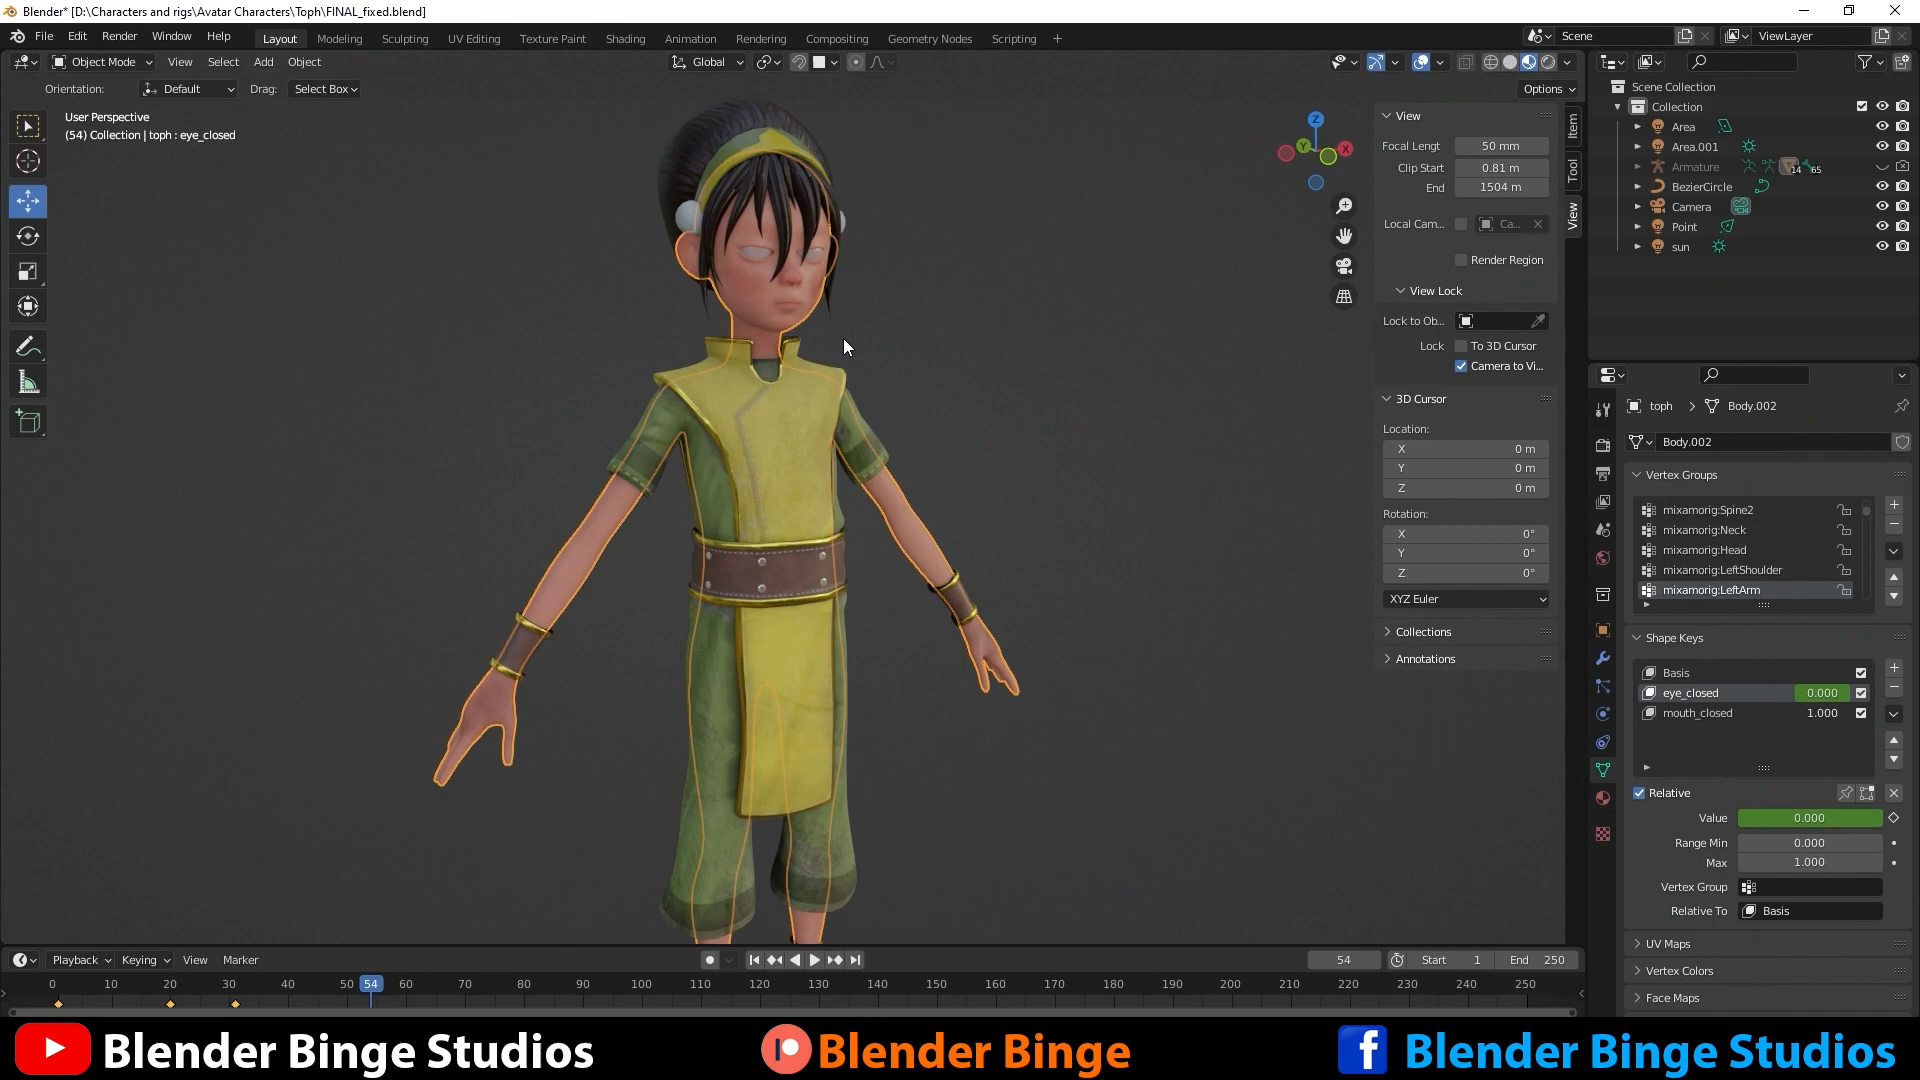 Blender* [D:\Characters and rigs\Avatar Characters\Toph\FINAL_fixed.blend]
File Edit Render Window Help Layout Modeling Sculpting UV Editing Texture Paint Shading Animation Rendering Compositing Geometry Nodes Scripting + Scene ViewLayer
Object Mode View Select Add Object Global
Orientation: Default Drag: Select Box Options
User Perspective
(54) Collection | toph : eye_closed
Z
Y
X
View
Focal Lengt 50 mm
Clip Start 0.81 m
End 1504 m
Local Cam... Ca...
Render Region
View Lock
Lock to Ob...
Lock To 3D Cursor
Camera to Vi...
3D Cursor
Location:
X 0 m
Y 0 m
Z 0 m
Rotation:
X 0°
Y 0°
Z 0°
XYZ Euler
Collections
Annotations
Item
Tool
View
Scene Collection
Collection
Area
Area.001
Armature 14 65
BezierCircle
Camera
Point
sun
toph > Body.002
Body.002
Vertex Groups
mixamorig:Spine2
mixamorig:Neck
mixamorig:Head
mixamorig:LeftShoulder
mixamorig:LeftArm
Shape Keys
Basis
eye_closed 0.000
mouth_closed 1.000
Relative
Value 0.000
Range Min 0.000
Max 1.000
Vertex Group
Relative To Basis
UV Maps
Vertex Colors
Face Maps
Playback Keying View Marker 54 Start 1 End 250
0 10 20 30 40 50 54 60 70 80 90 100 110 120 130 140 150 160 170 180 190 200 210 220 230 240 250
Blender Binge Studios Blender Binge f Blender Binge Studios